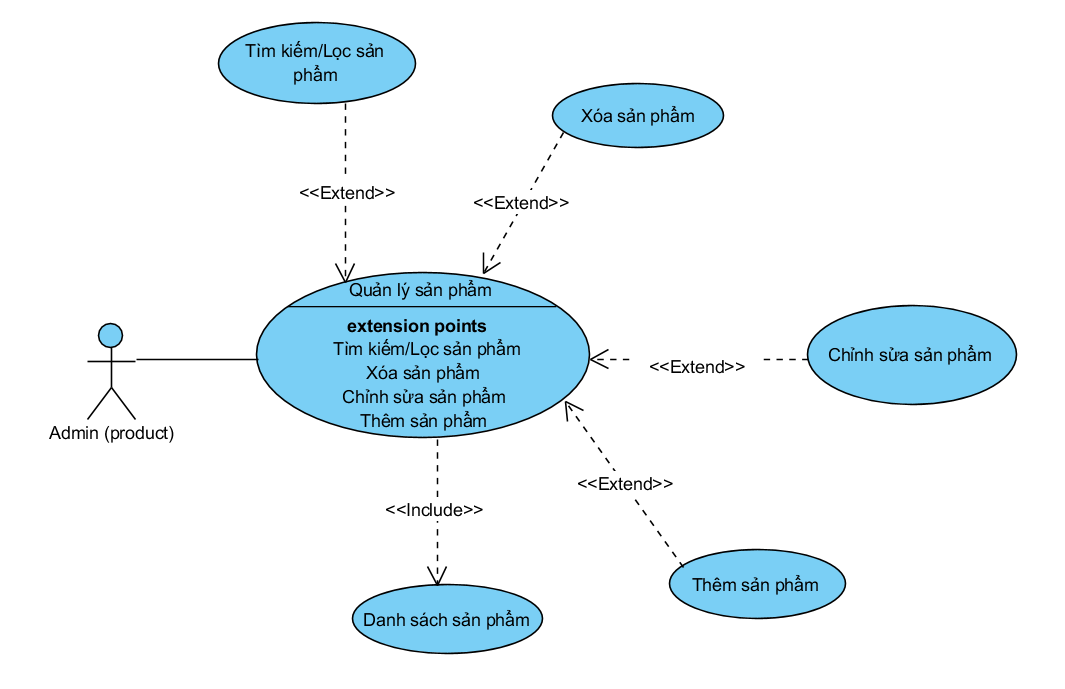 Tìm kiếm/Lọc sản
phẩm
Xóa sản phẩm
<<Extend>>
<<Extend>>
Quản lý sản phẩm
extension points
Tìm kiếm/Lọc sản phẩm
Xóa sản phẩm
Chỉnh sửa sản phẩm
Thêm sản phẩm
<<Extend>>
Chỉnh sửa sản phẩm
Admin (product)
<<Extend>>
<<Include>>
Thêm sản phẩm
Danh sách sản phẩm